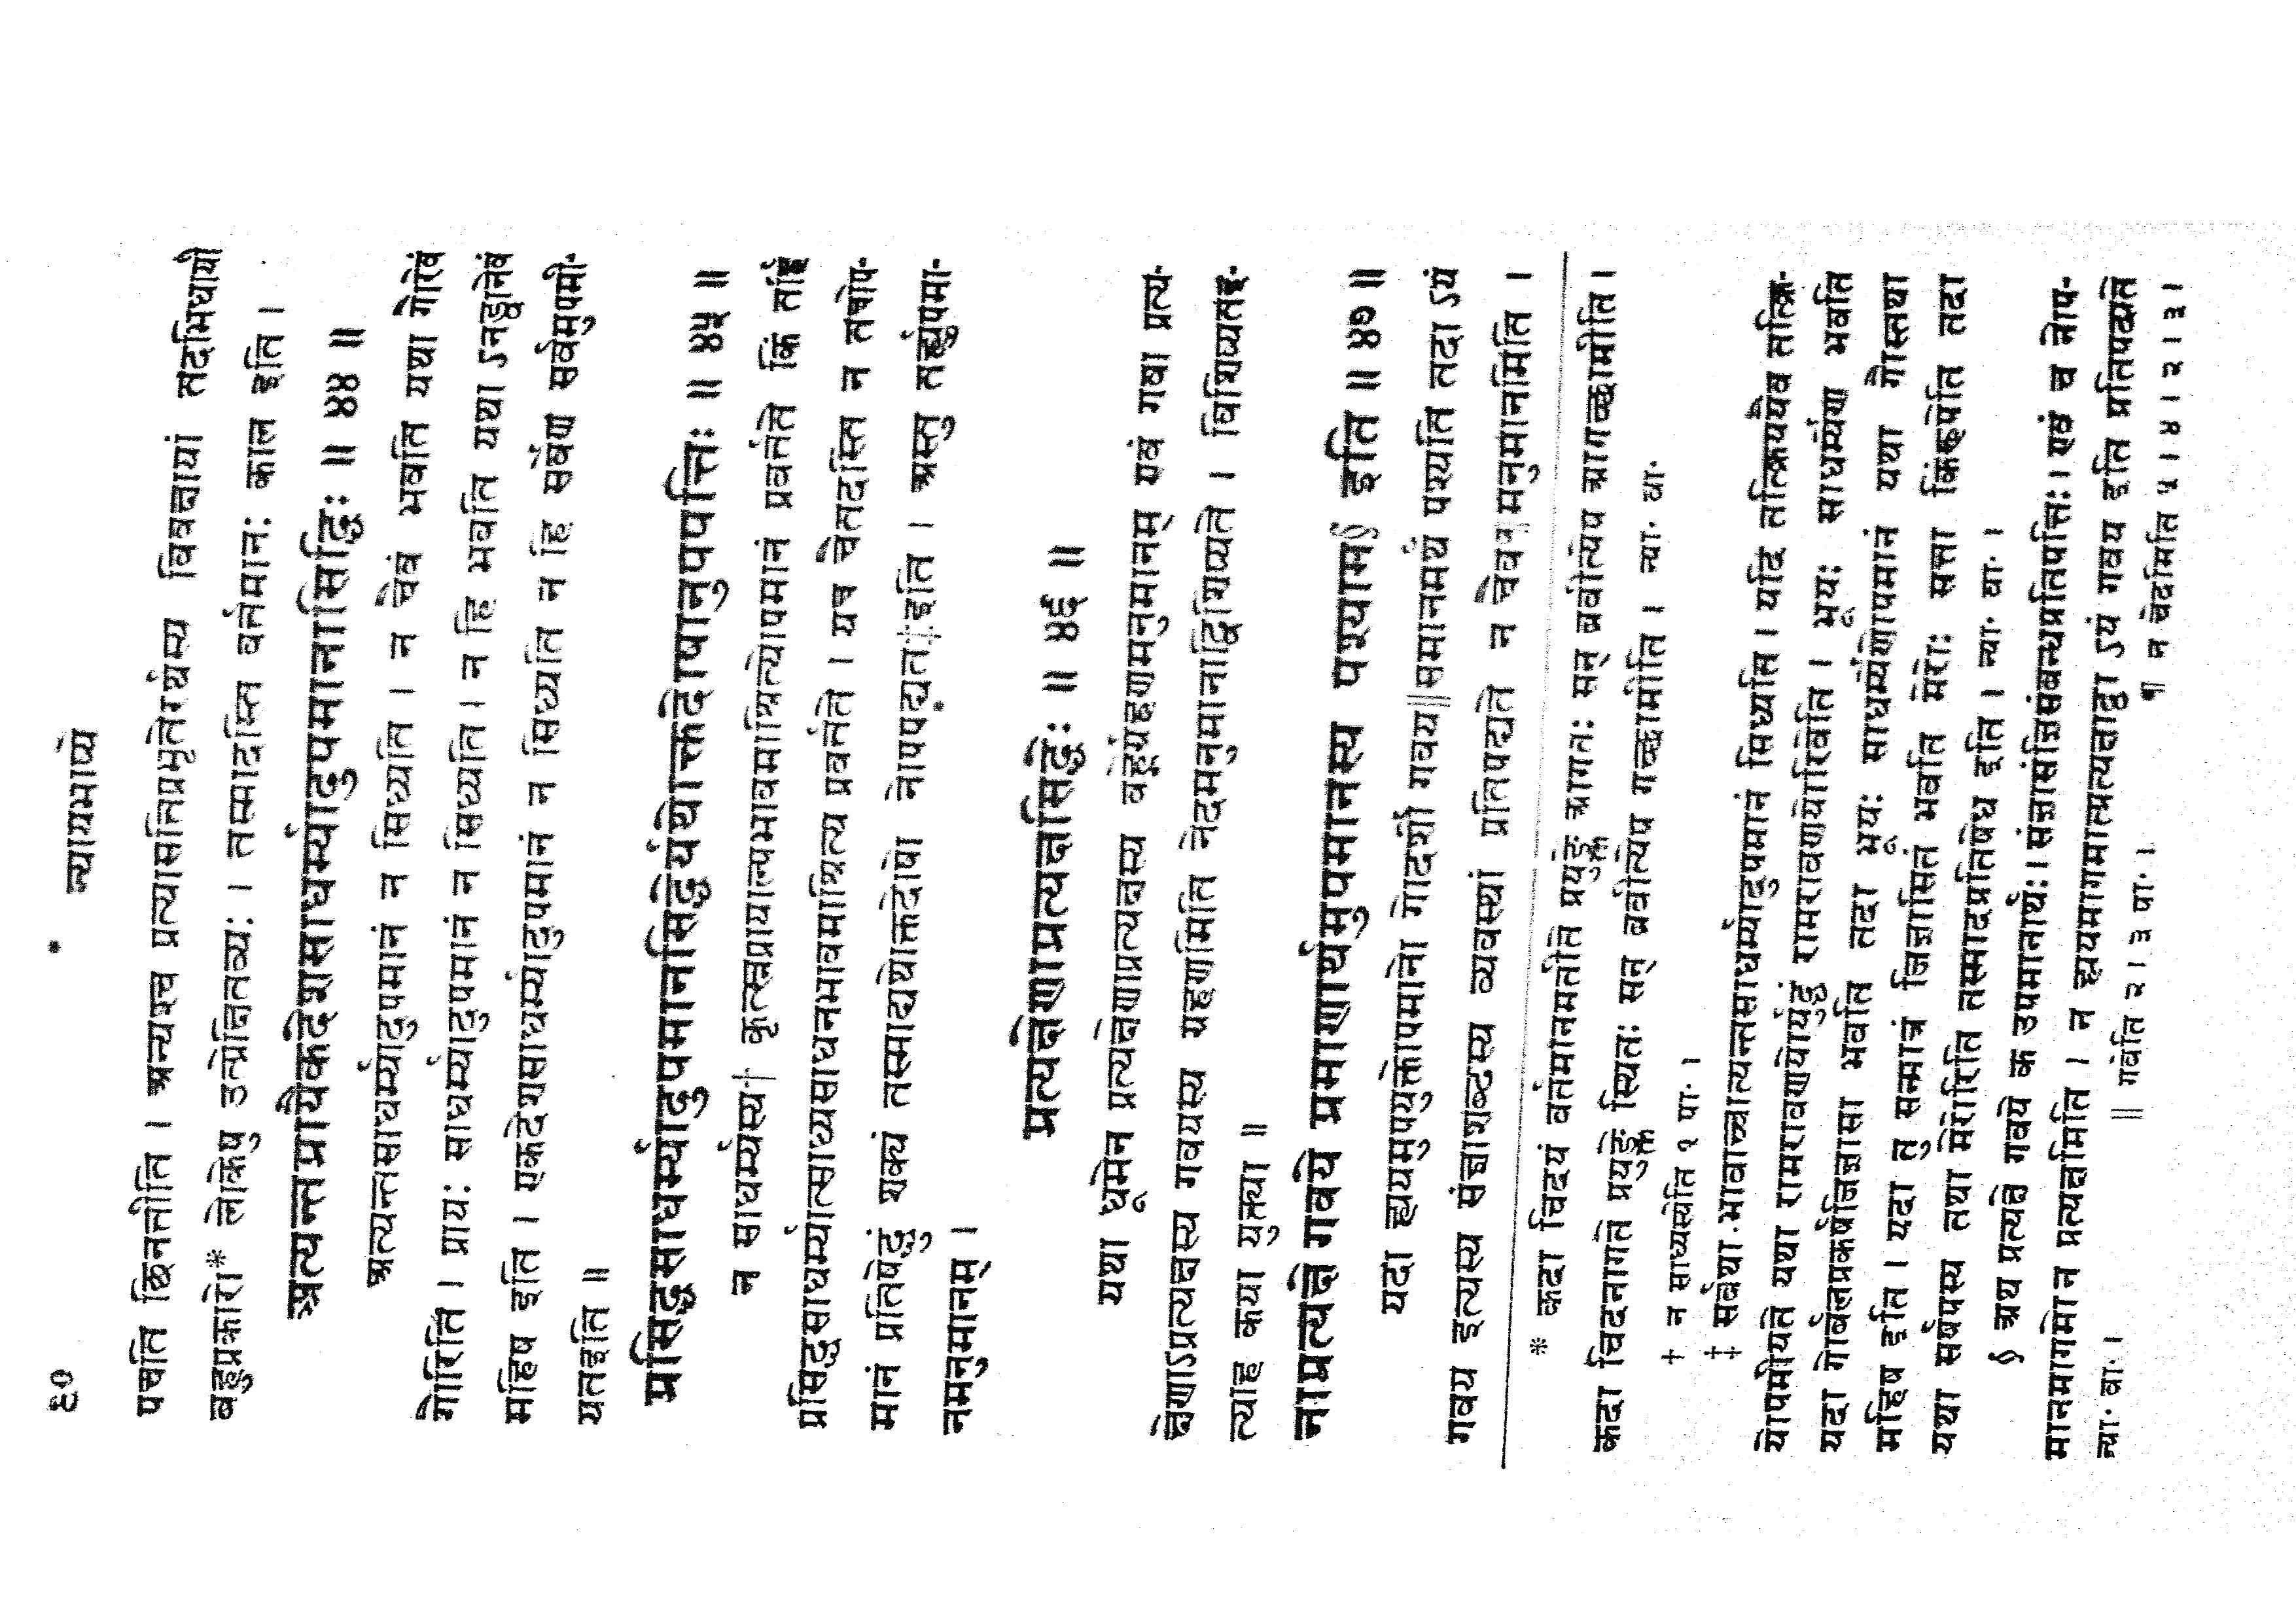 ९०
न्यायभाष्ये
पचति छिनत्तीति । अन्यश्च प्रत्यासत्तिप्रभृतेरर्थस्य विवक्षायां तदभिधायी
बहुप्रकारो* लोकेषु उत्प्रेक्षितव्यः । तस्मादस्ति वर्त्तमानः काल इति ।
अत्यन्तप्रायैकदेशसाधर्म्यादुपमानासिद्धिः ॥ ४४ ॥
अत्यन्तसाधर्म्यादुपमानं न सिध्यति । न चैवं भवति यथा गौरेवं
गौरिति । प्रायः साधर्म्यादुपमानं न सिध्यति । न हि भवति यथा ऽनड्वानेवं
महिष इति । एकदेशसाधर्म्यादुपमानं न सिध्यति न हि सर्वेण सर्वमुपमी-
यतइति ॥
प्रसिद्धसाधर्म्यादुपमानसिद्धेर्यथोक्तदोषानुपपत्तिः ॥ ४५ ॥
न साधर्म्यस्य† कृत्स्नप्रायाल्पभावमाश्रित्योपमानं प्रवर्त्तते किं तर्हि
प्रसिद्धसाधर्म्यात्साध्यसाधनभावमाश्रित्य प्रवर्त्तते । यत्र चैतदस्ति न तत्रोप-
मानं प्रतिषेद्धुं शक्यं तस्माद्यथोक्तदोषो नोपपद्यत‡इति । अस्तु तर्ह्युपमा-
नमनुमानम् ।
प्रत्यक्षेणाप्रत्यक्षसिद्धेः ॥ ४६ ॥
यथा धूमेन प्रत्यक्षेणाप्रत्यक्षस्य वह्नेर्ग्रहणमनुमानम् एवं गवा प्रत्य-
क्षेणाऽप्रत्यक्षस्य गवयस्य ग्रहणमिति नेदमनुमानाद्विशिष्यते । विशिष्यतइ-
त्याह कया युक्त्या ॥
नाप्रत्यक्षे गवये प्रमाणार्थमुपमानस्य पश्याम§ इति ॥ ४७ ॥
यदा ह्ययमुपयुक्तोपमानो गोदर्शी गवय॥समानमर्थं पश्यति तदा ऽयं
गवय इत्यस्य संज्ञाशब्दस्य व्यवस्थां प्रतिपद्यते न चैव¶मनुमानमिति ।
* कदा चिदयं वर्तमानमतीते प्रयुङ्क्ते आगतः सन् ब्रवीत्येष आगच्छामीति ।
कदा चिदनागते प्रयुङ्क्ते स्थितः सन् ब्रवीत्येष गच्छामीति । न्या॰ वा॰
† न साध्यस्येति १ पा॰ ।
‡ सर्वथा भावाच्चात्यन्तसाधर्म्यादुपमानं सिध्यति । यदि तत्क्रिययैव तत्क्रि-
योपमीयते यथा रामरावणयोर्युद्धं रामरावणयोरिवेति । भूयः साधर्म्येण भवति
यदा गोर्बलप्रकर्षजिज्ञासा भवति तदा भूयः साधर्म्येणोपमानं यथा गौस्तथा
महिष इति । यदा तु सन्मात्रं जिज्ञासितं भवति मेरोः सत्ता किंरूपेति तदा
यथा सर्षपस्य तथा मेरोरिति तस्मादप्रतिषेध इति । न्या॰ वा॰ ।
§ अथ प्रत्यक्षे गवये क उपमानार्थः । संज्ञासंज्ञिसंबन्धप्रतिपत्तिः । एवं च नोप-
मानमागमो न प्रत्यक्षमिति । न ह्ययमागमात्प्रत्यक्षाद्वा ऽयं गवय इति प्रतिपद्यते
न्या॰ वा॰ ।
॥ गवेति २ । ३ पा॰ ।
¶ न चेदमिति ५ । ४ । २ । ३ ।